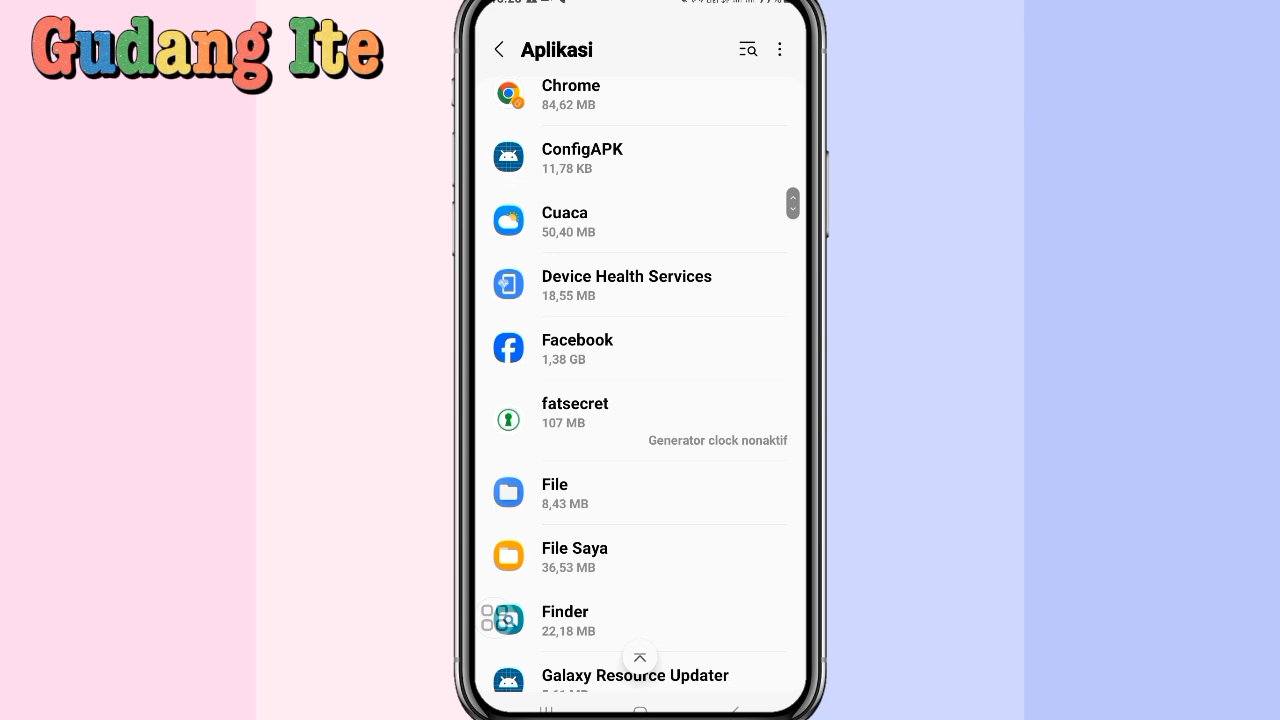 Gudang Ite
Aplikasi
Chrome
84,62 MB
ConfigAPK
11,78 KB
Cuaca
50,40 MB
Device Health Services
18,55 MB
Facebook
1,38 GB
fatsecret
107 MB
Generator clock nonaktif
File
8,43 MB
File Saya
36,53 MB
Finder
22,18 MB
Galaxy Resource Updater